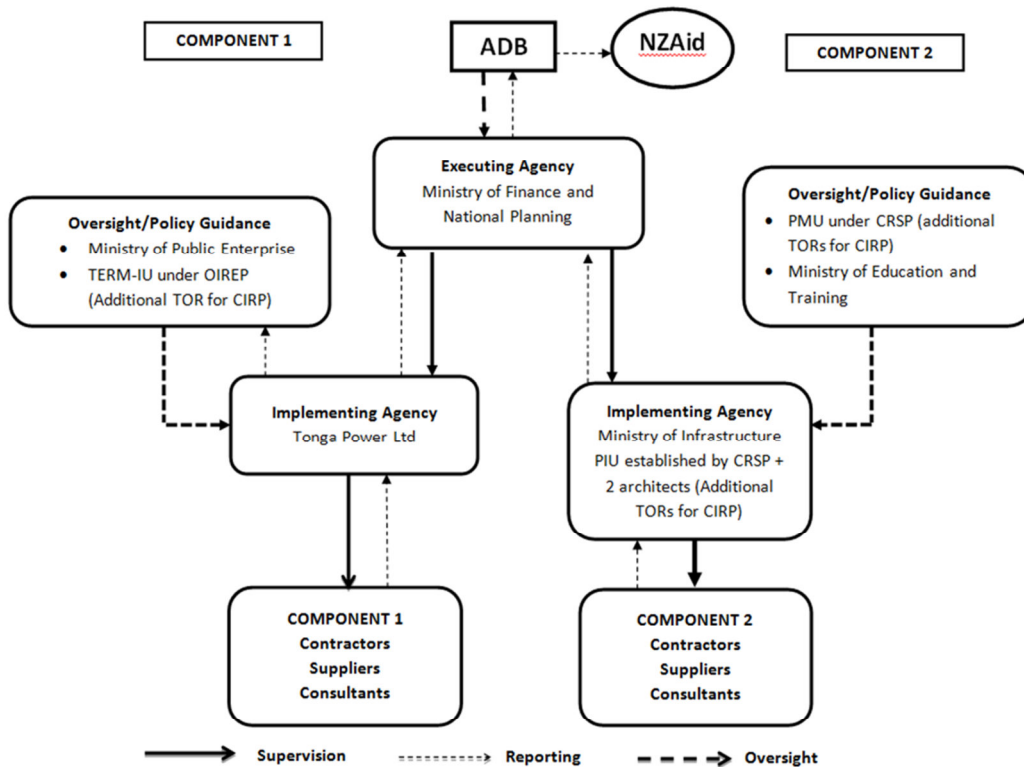 COMPONENT 1
ADB
NZAid
COMPONENT 2
Executing Agency
Ministry of Finance and
National Planning
Oversight/Policy Guidance
• Ministry of Public Enterprise
• TERM-IU under OIREP
(Additional TOR for CIRP)
Oversight/Policy Guidance
• PMU under CRSP (additional
TORs for CIRP)
• Ministry of Education and
Training
Implementing Agency
Tonga Power Ltd
Implementing Agency
Ministry of Infrastructure
PIU established by CRSP +
2 architects (Additional
TORs for CIRP)
COMPONENT 1
Contractors
Suppliers
Consultants
COMPONENT 2
Contractors
Suppliers
Consultants
Supervision
Reporting
Oversight